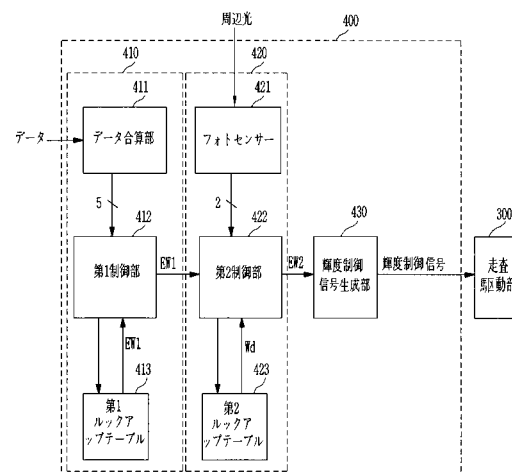 周辺光
400
410
420
411
421
データ
データ合算部
フォトセンサー
5
2
412
422
430
300
第1制御部
EW1
第2制御部
EW2
輝度制御
信号生成部
輝度制御信号
走査
駆動部
EW1
Wd
413
423
第1
ルックア
ップテーブル
第2
ルックア
ップテーブル